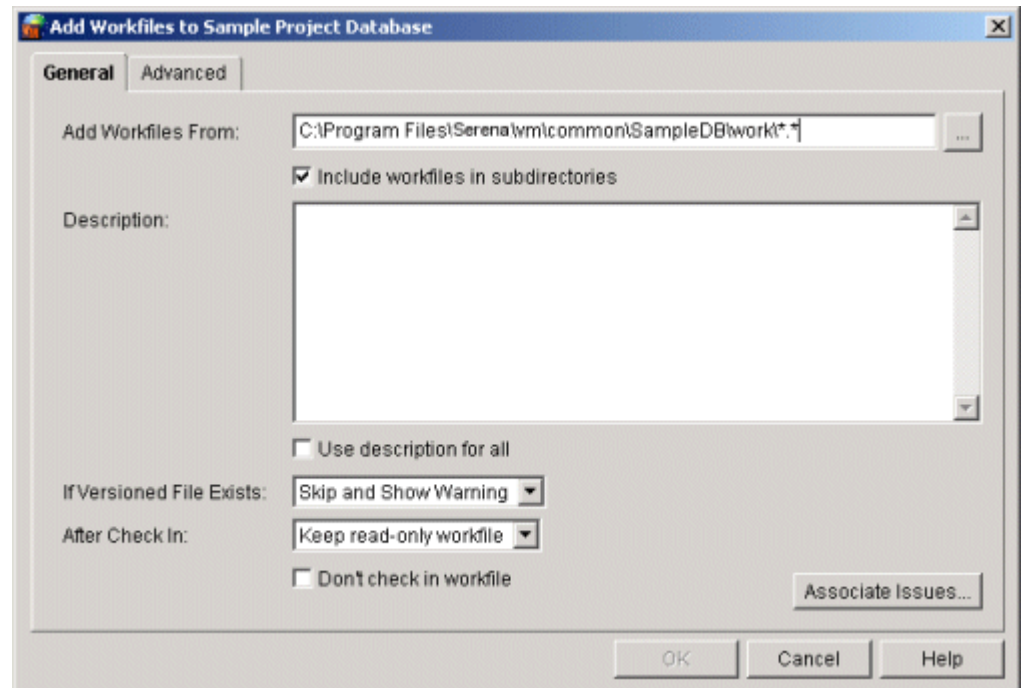 Add Workfiles to Sample Project Database
General Advanced
Add Workfiles From: C:\Program Files\Serena\vm\common\SampleDB\work\*.* ...
Include workfiles in subdirectories
Description:
Use description for all
If Versioned File Exists: Skip and Show Warning
After Check In: Keep read-only workfile
Don't check in workfile
Associate Issues...
OK Cancel Help